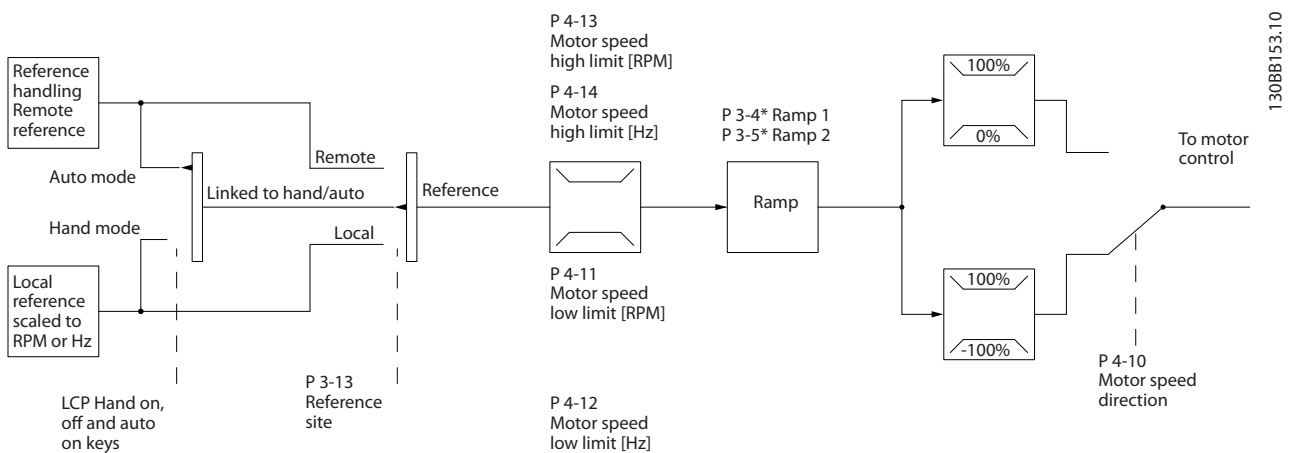 P 4-13
Motor speed
high limit [RPM]
P 4-14
Motor speed
high limit [Hz]
130BB153.10
Reference
handling
Remote
reference
Auto mode
Hand mode
Local
reference
scaled to
RPM or Hz
LCP Hand on,
off and auto
on keys
Linked to hand/auto
Remote
Local
P 3-13
Reference
site
Reference
P 4-11
Motor speed
low limit [RPM]
P 4-12
Motor speed
low limit [Hz]
P 3-4* Ramp 1
P 3-5* Ramp 2
Ramp
100%
0%
100%
-100%
To motor
control
P 4-10
Motor speed
direction